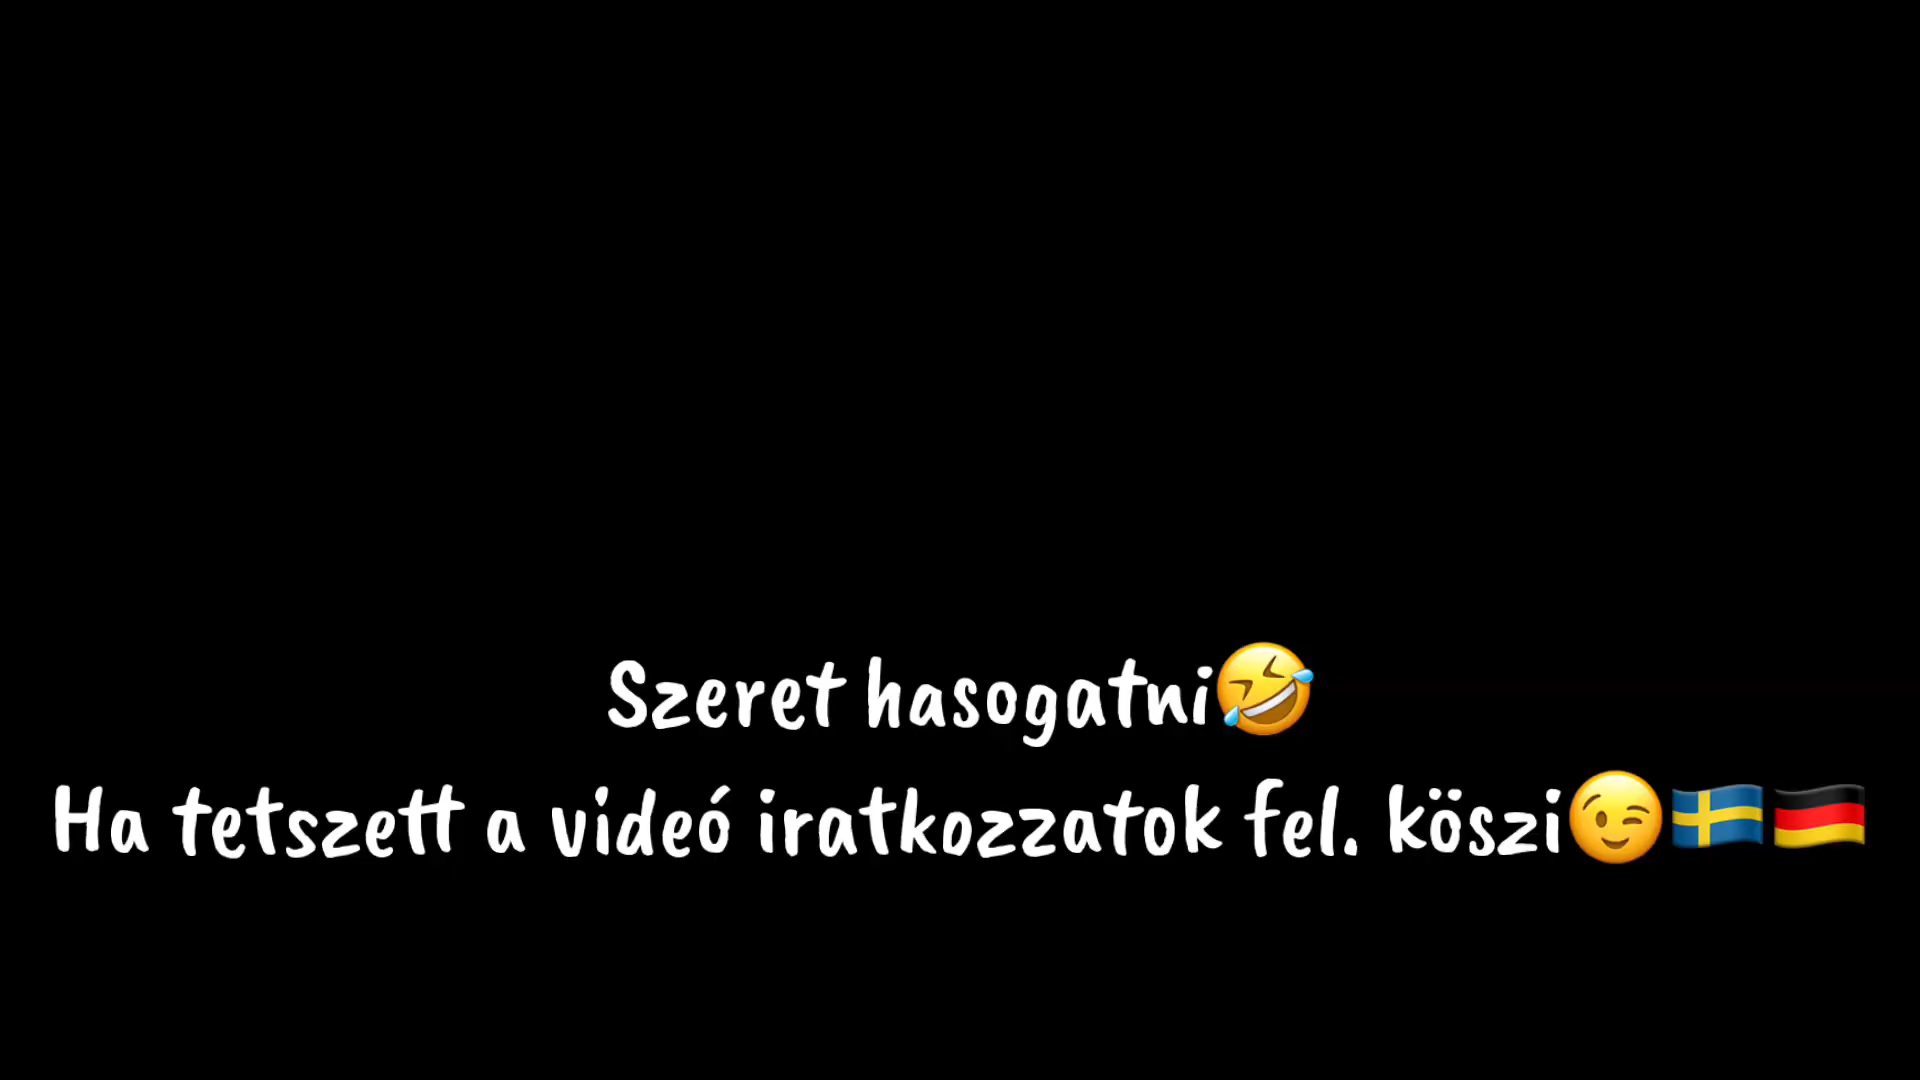 Szeret hasogatni🤣
Ha tetszett a videó iratkozzatok fel. köszi😉🇸🇪🇩🇪